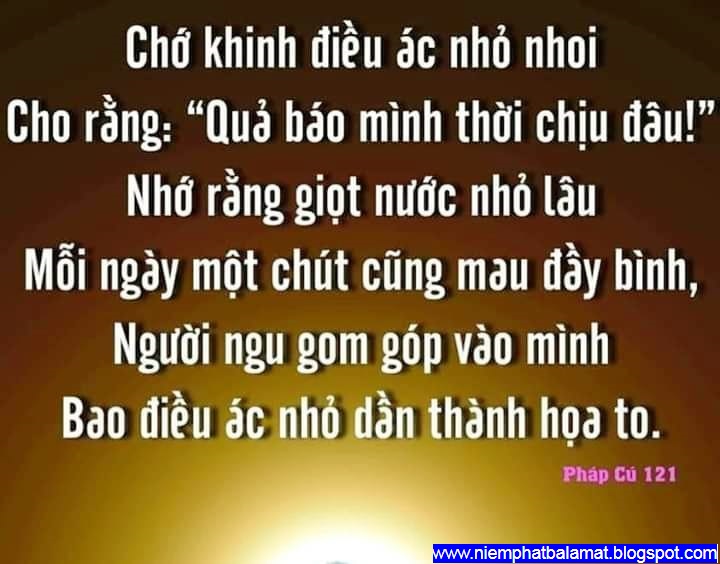 Chớ khinh điều ác nhỏ nhoi
Cho rằng: “Quả báo mình thời chịu đâu!”
Nhớ rằng giọt nước nhỏ lâu
Mỗi ngày một chút cũng mau đầy bình,
Người ngu gom góp vào mình
Bao điều ác nhỏ dần thành họa to.
Pháp Cú 121
www.niemphatbalamat.blogspot.com